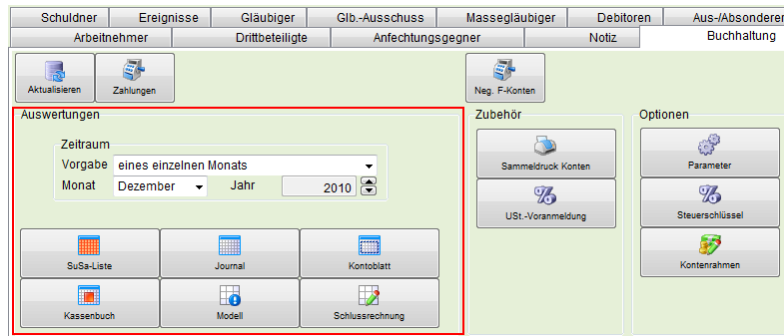 Schuldner Ereignisse Gläubiger Glb.-Ausschuss Massegläubiger Debitoren Aus-/Absonderer
Arbeitnehmer Drittbeteiligte Anfechtungsgegner Notiz Buchhaltung
Aktualisieren Zahlungen Neg. F-Konten
Auswertungen Zubehör Optionen
Zeitraum
Vorgabe eines einzelnen Monats
Sammeldruck Konten Parameter
Monat Dezember Jahr 2010
USt.-Voranmeldung Steuerschlüssel
SuSa-Liste Journal Kontoblatt Kontenrahmen
Kassenbuch Modell Schlussrechnung